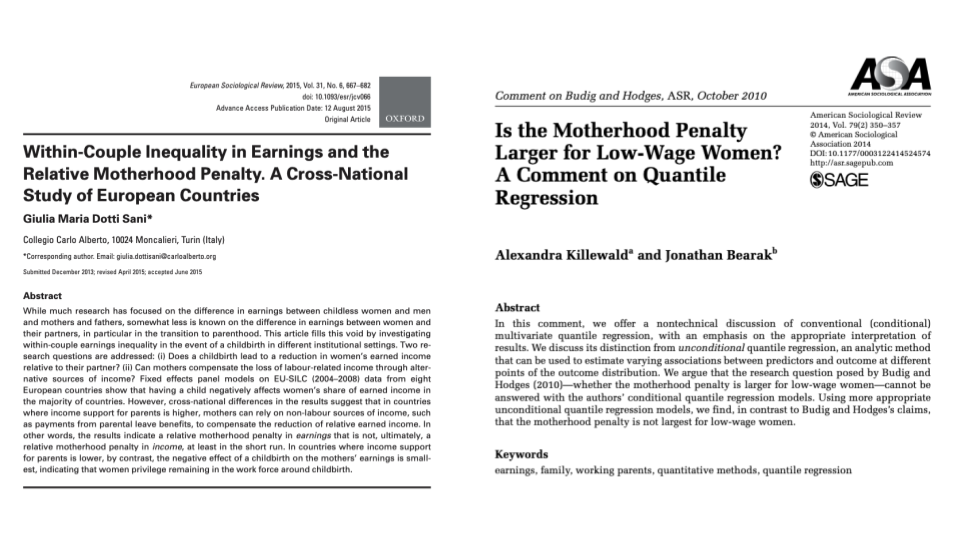 European Sociological Review, 2015, Vol. 31, No. 6, 667–682
doi: 10.1093/esr/jcv066
Advance Access Publication Date: 12 August 2015
Original Article
OXFORD
Within-Couple Inequality in Earnings and the
Relative Motherhood Penalty. A Cross-National
Study of European Countries
Giulia Maria Dotti Sani*
Collegio Carlo Alberto, 10024 Moncalieri, Turin (Italy)
*Corresponding author. Email: giulia.dottisani@carloalberto.org
Submitted December 2013; revised April 2015; accepted June 2015
Abstract
While much research has focused on the difference in earnings between childless women and men
and mothers and fathers, somewhat less is known on the difference in earnings between women and
their partners, in particular in the transition to parenthood. This article fills this void by investigating
within-couple earnings inequality in the event of a childbirth in different institutional settings. Two re-
search questions are addressed: (i) Does a childbirth lead to a reduction in women's earned income
relative to their partner? (ii) Can mothers compensate the loss of labour-related income through alter-
native sources of income? Fixed effects panel models on EU-SILC (2004–2008) data from eight
European countries show that having a child negatively affects women's share of earned income in
the majority of countries. However, cross-national differences in the results suggest that in countries
where income support for parents is higher, mothers can rely on non-labour sources of income, such
as payments from parental leave benefits, to compensate the reduction of relative earned income. In
other words, the results indicate a relative motherhood penalty in earnings that is not, ultimately, a
relative motherhood penalty in income, at least in the short run. In countries where income support
for parents is lower, by contrast, the negative effect of a childbirth on the mothers' earnings is small-
est, indicating that women privilege remaining in the work force around childbirth.
ASA
AMERICAN SOCIOLOGICAL ASSOCIATION
Comment on Budig and Hodges, ASR, October 2010
Is the Motherhood Penalty
Larger for Low-Wage Women?
A Comment on Quantile
Regression
American Sociological Review
2014, Vol. 79(2) 350–357
© American Sociological
Association 2014
DOI: 10.1177/0003122414524574
http://asr.sagepub.com
SAGE
Alexandra Killewaldª and Jonathan Bearakᵇ
Abstract
In this comment, we offer a nontechnical discussion of conventional (conditional)
multivariate quantile regression, with an emphasis on the appropriate interpretation of
results. We discuss its distinction from unconditional quantile regression, an analytic method
that can be used to estimate varying associations between predictors and outcome at different
points of the outcome distribution. We argue that the research question posed by Budig and
Hodges (2010)—whether the motherhood penalty is larger for low-wage women—cannot be
answered with the authors' conditional quantile regression models. Using more appropriate
unconditional quantile regression models, we find, in contrast to Budig and Hodges's claims,
that the motherhood penalty is not largest for low-wage women.
Keywords
earnings, family, working parents, quantitative methods, quantile regression